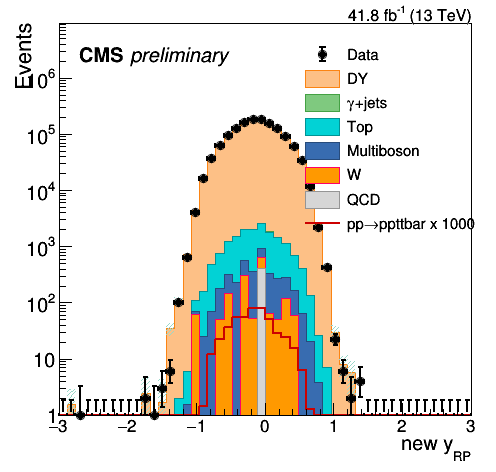 41.8 fb⁻¹ (13 TeV)
Events
CMS preliminary
Data
DY
γ+jets
Top
Multiboson
W
QCD
pp→ppttbar x 1000
10⁶
10⁵
10⁴
10³
10²
10
1
−3 −2 −1 0 1 2 3
new y_RP